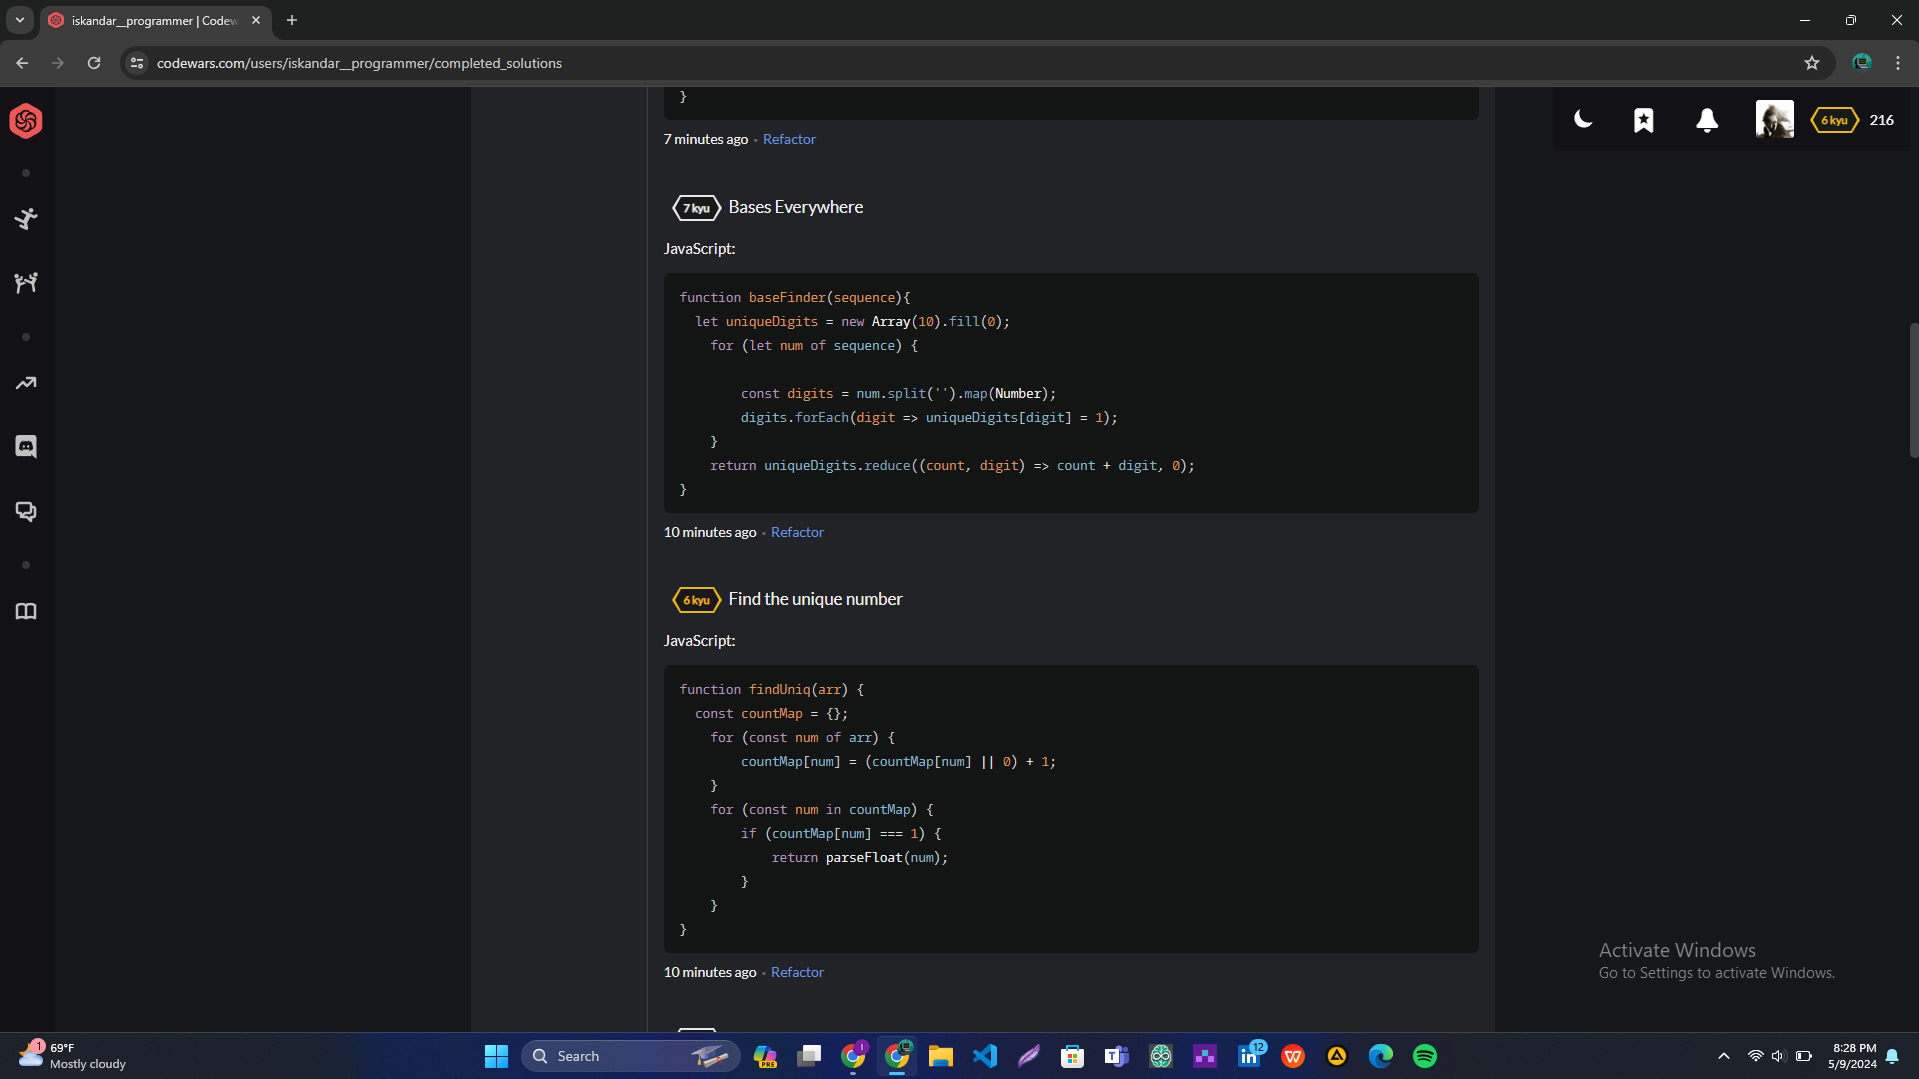 iskandar__programmer | Codew
codewars.com/users/iskandar__programmer/completed_solutions
6 kyu
216
}
7 minutes ago • Refactor
7 kyu Bases Everywhere
JavaScript:
function baseFinder(sequence){
  let uniqueDigits = new Array(10).fill(0);
    for (let num of sequence) {
        const digits = num.split('').map(Number);
        digits.forEach(digit => uniqueDigits[digit] = 1);
    }
    return uniqueDigits.reduce((count, digit) => count + digit, 0);
}
10 minutes ago • Refactor
6 kyu Find the unique number
JavaScript:
function findUniq(arr) {
  const countMap = {};
    for (const num of arr) {
        countMap[num] = (countMap[num] || 0) + 1;
    }
    for (const num in countMap) {
        if (countMap[num] === 1) {
            return parseFloat(num);
        }
    }
}
10 minutes ago • Refactor
Activate Windows
Go to Settings to activate Windows.
1
69°F
Mostly cloudy
Search
PRE
I
T
in
12
W
8:28 PM
5/9/2024